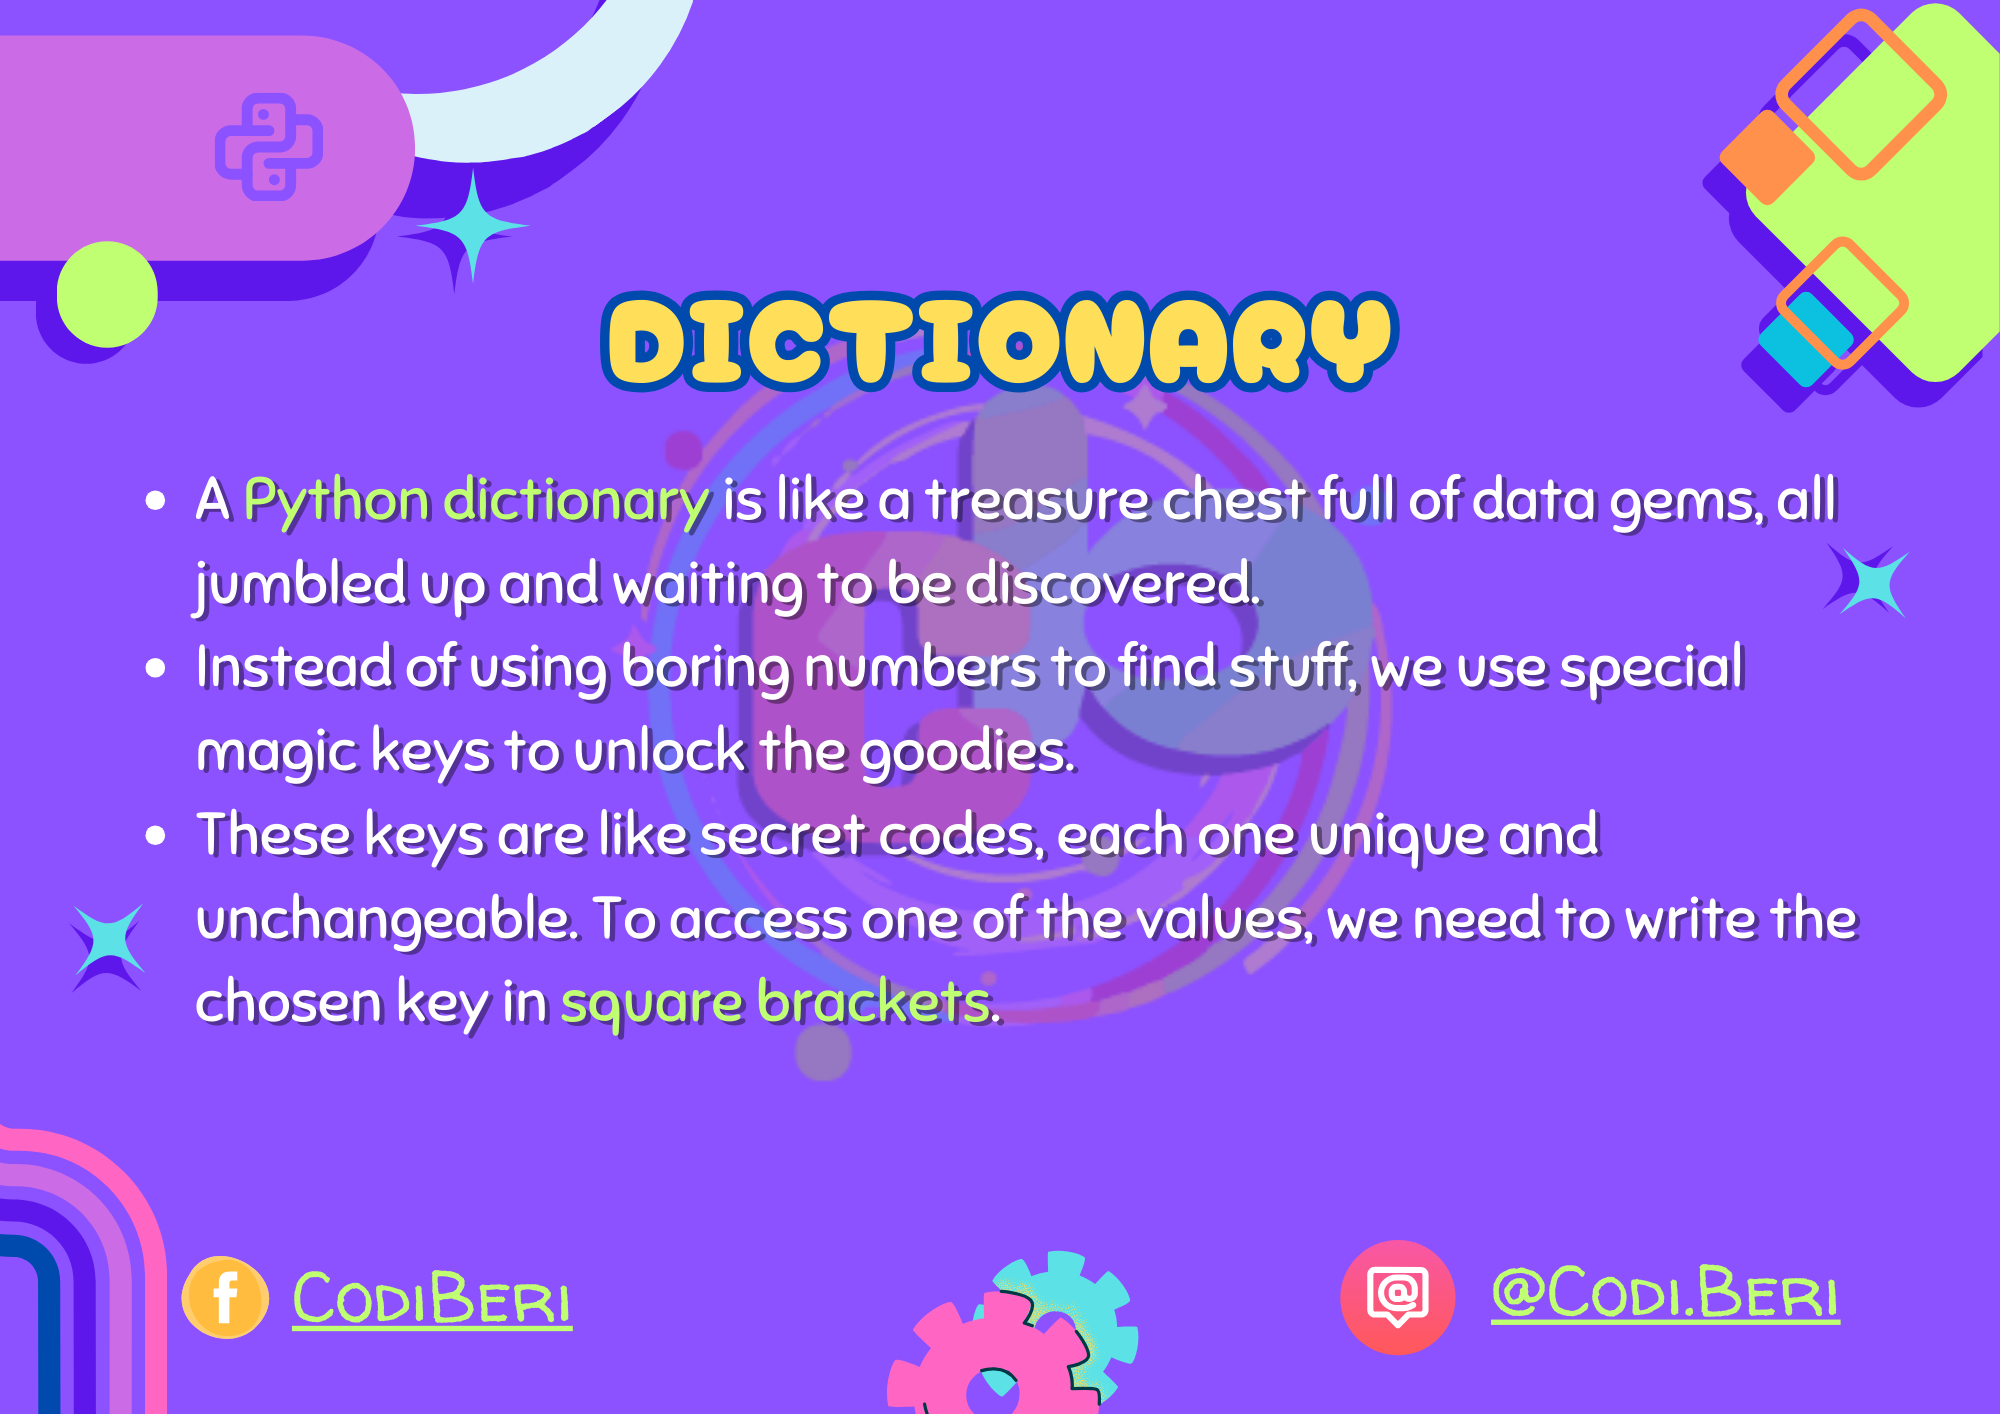 DICTIONARY
• A Python dictionary is like a treasure chest full of data gems, all
jumbled up and waiting to be discovered.
• Instead of using boring numbers to find stuff, we use special
magic keys to unlock the goodies.
• These keys are like secret codes, each one unique and
unchangeable. To access one of the values, we need to write the
chosen key in square brackets.
CodiBeri
@Codi.Beri